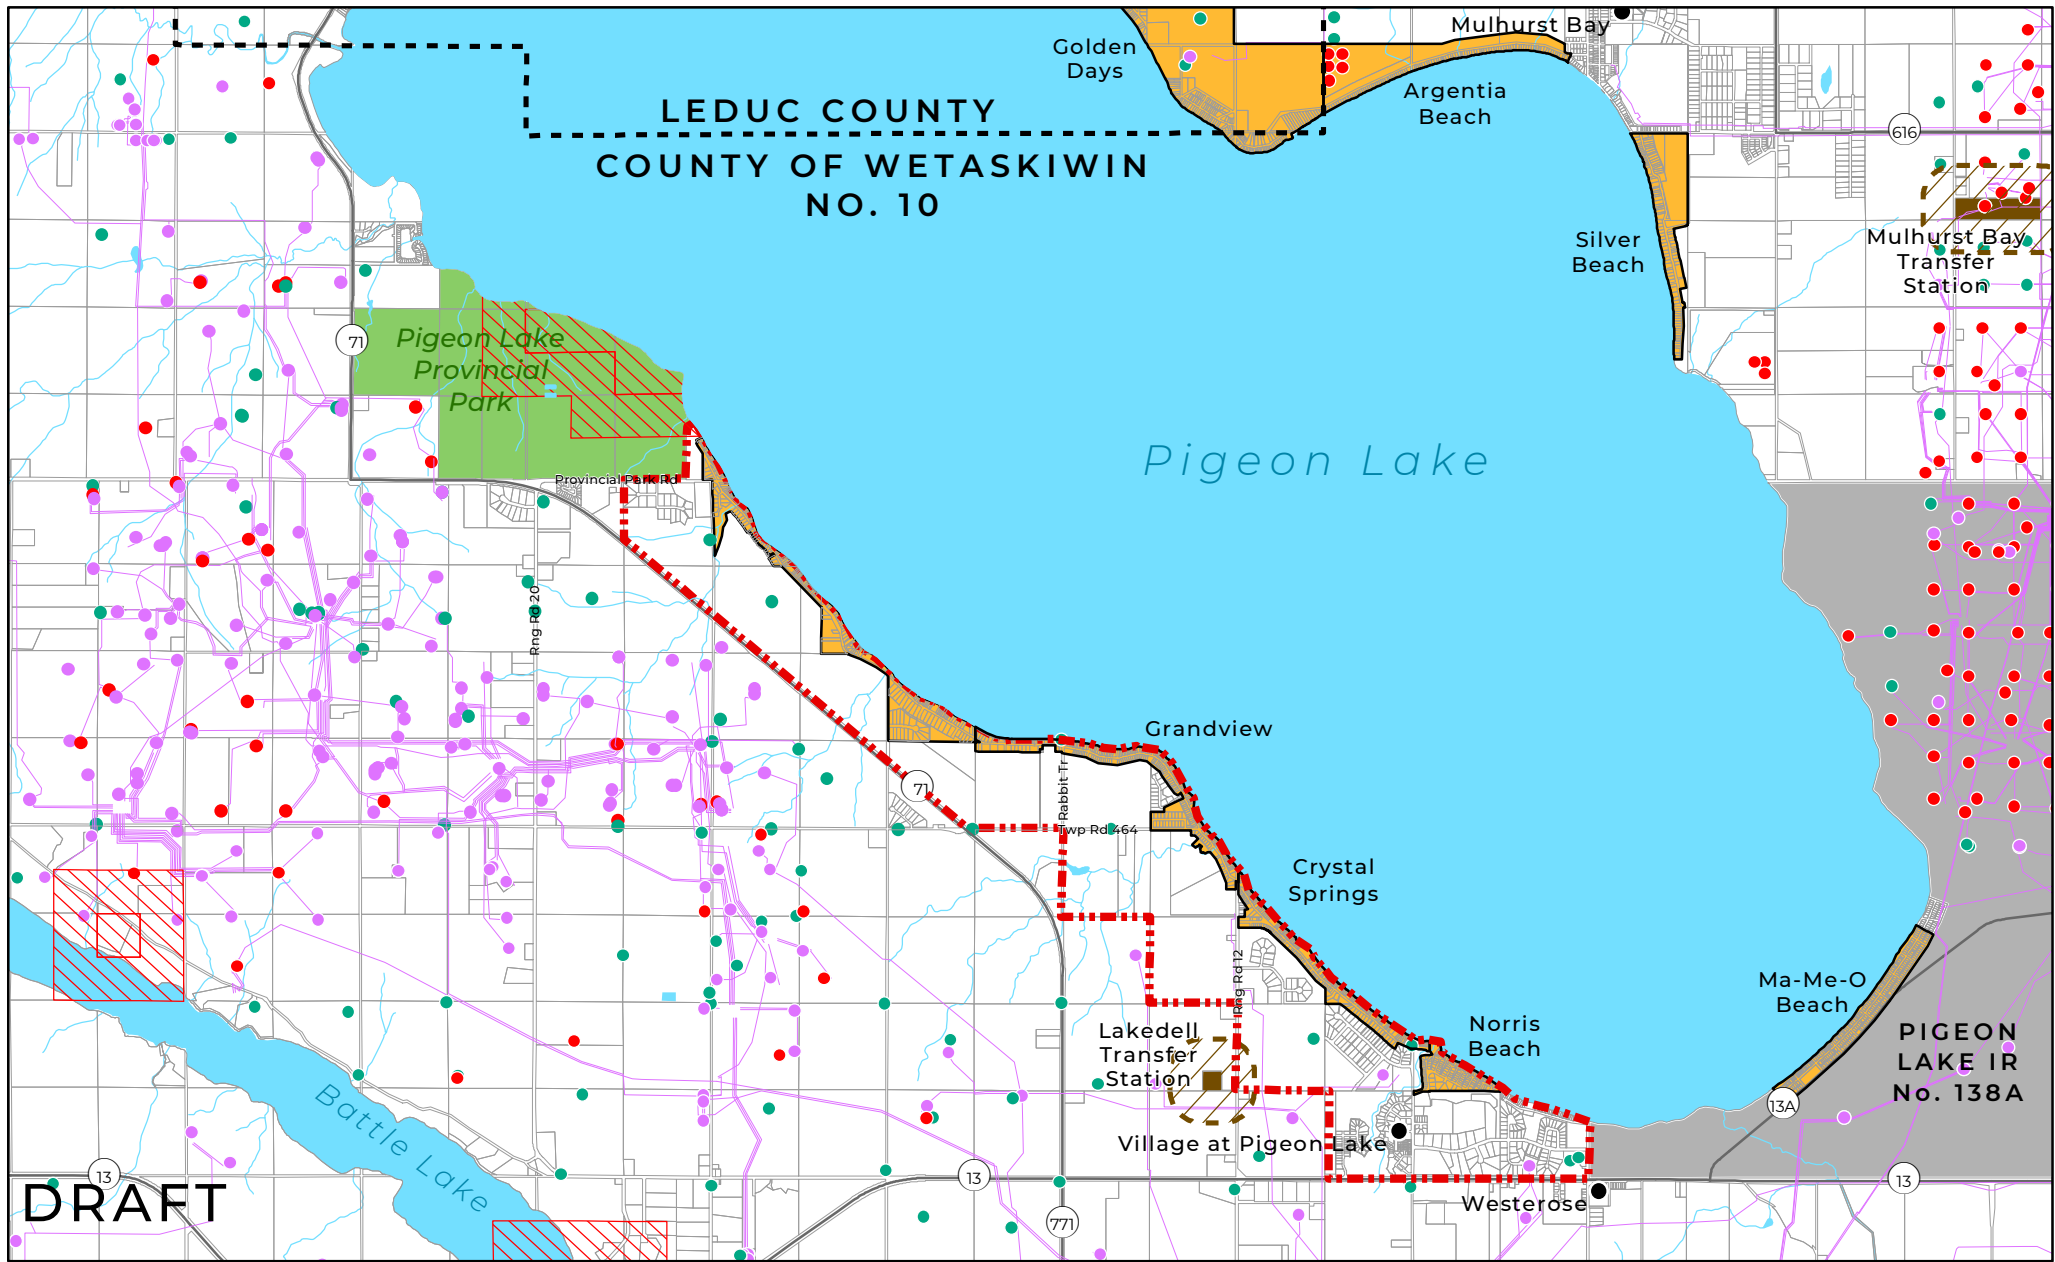 Mulhurst Bay
Golden
Days
Argentia
Beach
LEDUC COUNTY
COUNTY OF WETASKIWIN
NO. 10
616
Silver
Beach
Mulhurst Bay
Transfer
Station
71
Pigeon Lake
Provincial
Park
Pigeon Lake
Provincial Park Rd
Rng Rd 20
Grandview
71
Rabbit Tr
Twp Rd 464
Crystal
Springs
Rng Rd 12
Ma-Me-O
Beach
Lakedell
Transfer
Station
Norris
Beach
PIGEON
LAKE IR
No. 138A
13A
Battle Lake
Village at Pigeon Lake
13
13
13
DRAFT
Westerose
771